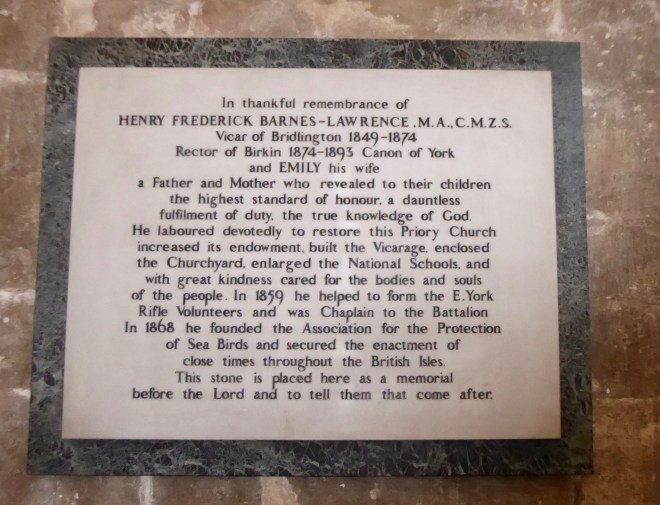 In thankful remembrance of
HENRY FREDERICK BARNES-LAWRENCE. M.A., C.M.Z.S.
Vicar of Bridlington 1849-1874
Rector of Birkin 1874-1893 Canon of York
and EMILY his wife
a Father and Mother who revealed to their children
the highest standard of honour, a dauntless
fulfilment of duty, the true knowledge of God.
He laboured devotedly to restore this Priory Church
increased its endowment, built the Vicarage, enclosed
the Churchyard, enlarged the National Schools, and
with great kindness cared for the bodies and souls
of the people. In 1859 he helped to form the E.York
Rifle Volunteers and was Chaplain to the Battalion
In 1868 he founded the Association for the Protection
of Sea Birds and secured the enactment of
close times throughout the British Isles.
This stone is placed here as a memorial
before the Lord and to tell them that come after.